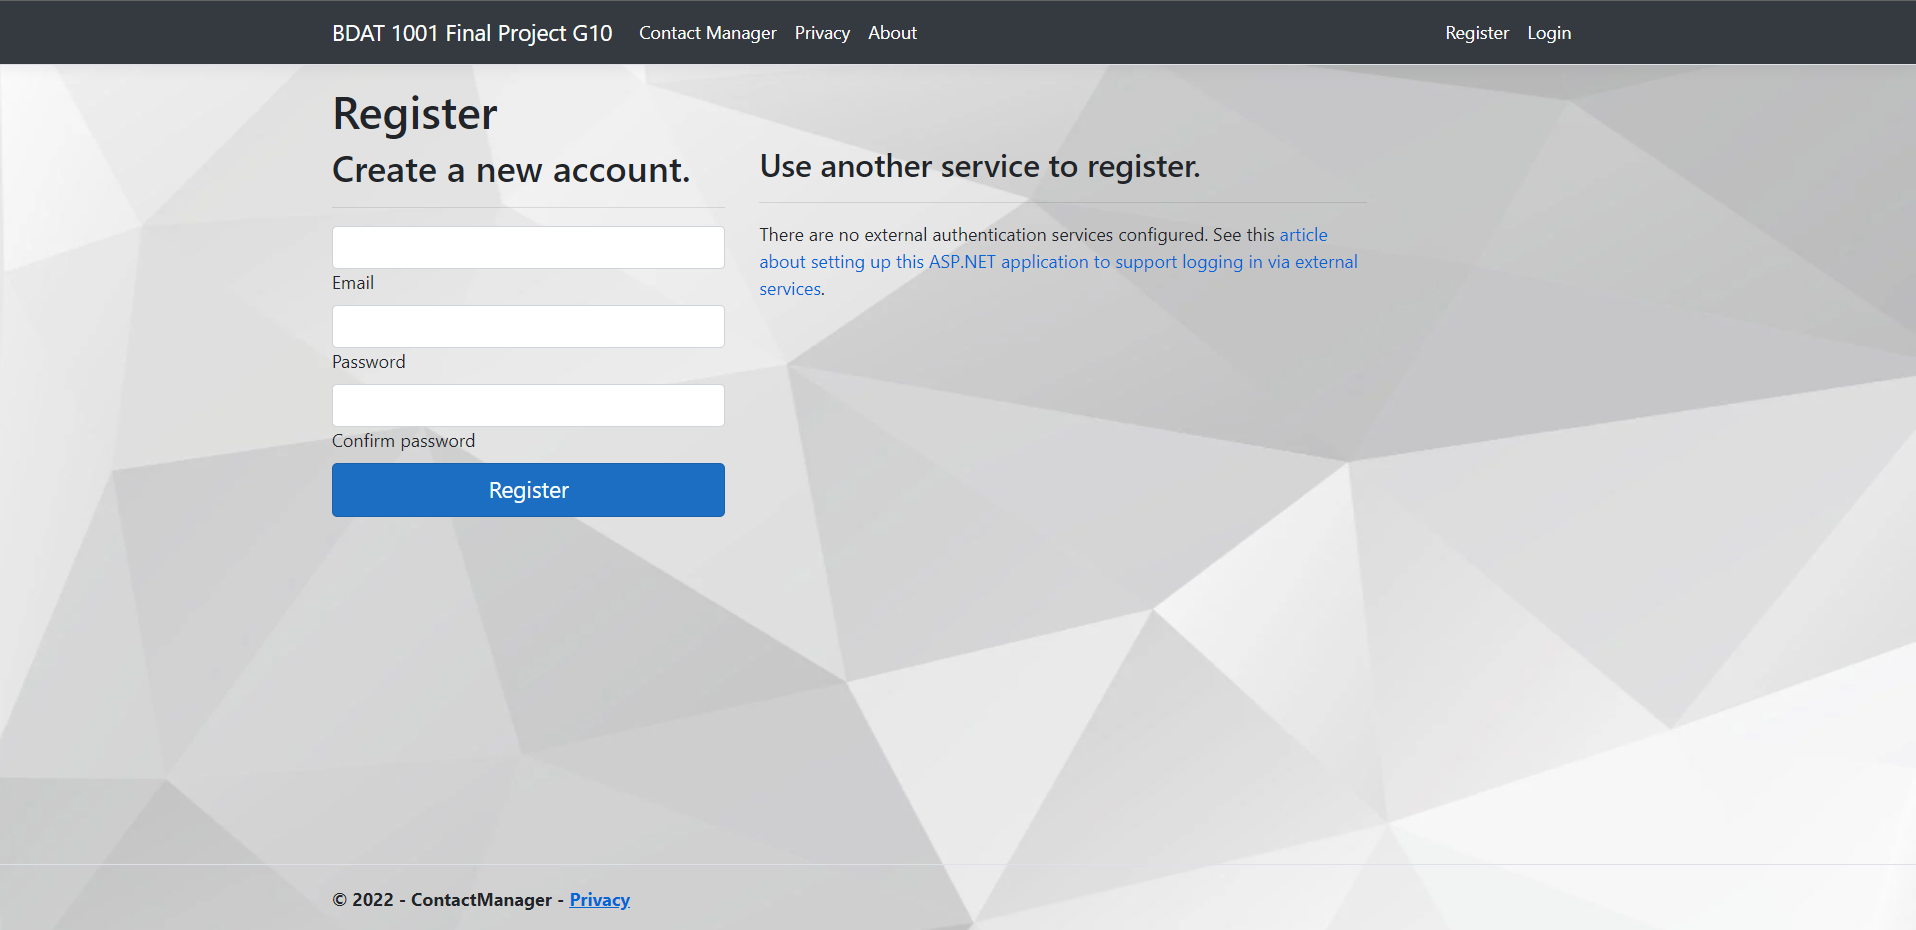 BDAT 1001 Final Project G10 Contact Manager Privacy About Register Login
Register
Create a new account.
Email
Password
Confirm password
Register
Use another service to register.
There are no external authentication services configured. See this article
about setting up this ASP.NET application to support logging in via external
services.
© 2022 - ContactManager - Privacy